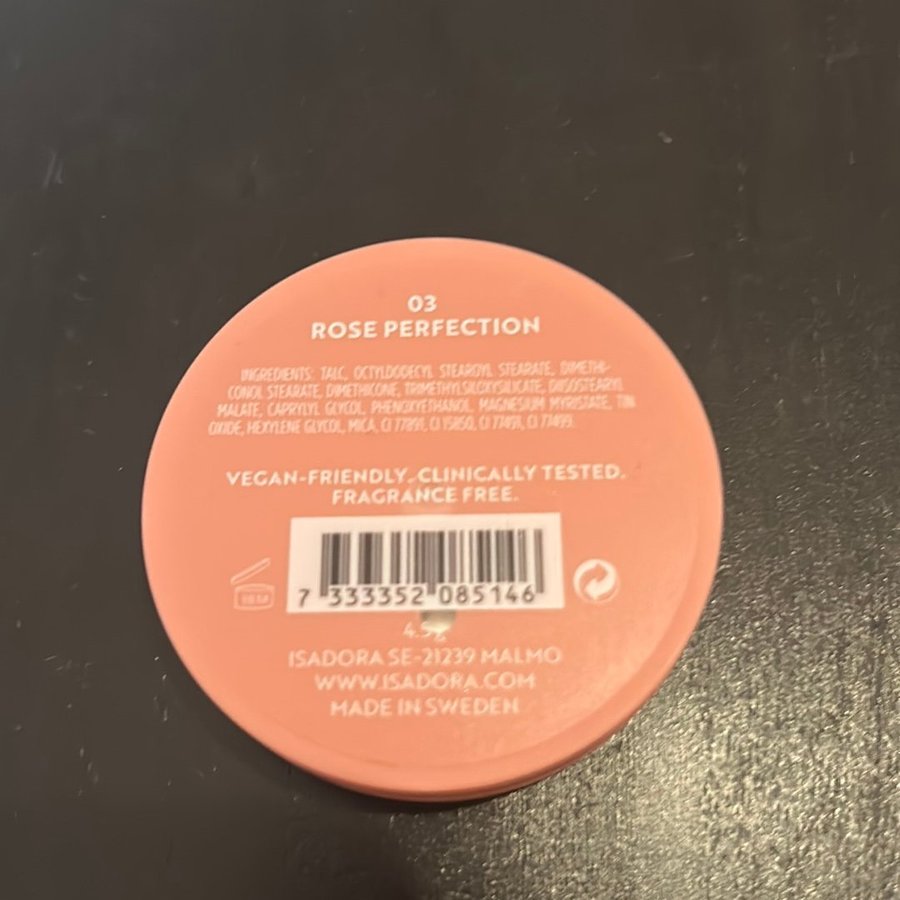 03
ROSE PERFECTION
INGREDIENTS: TALC, OCTYLDODECYL STEAROYL STEARATE, DIMETHI-
CONOL STEARATE, DIMETHICONE, TRIMETHYLSILOXYSILICATE, DIISOSTEARYL
MALATE, CAPRYLYL GLYCOL, PHENOXYETHANOL, MAGNESIUM MYRISTATE, TIN
OXIDE, HEXYLENE GLYCOL, MICA, CI 77891, CI 15850, CI 77491, CI 77499.
VEGAN-FRIENDLY. CLINICALLY TESTED.
FRAGRANCE FREE.
7 333352 085146
ISADORA SE-21239 MALMO
WWW.ISADORA.COM
MADE IN SWEDEN